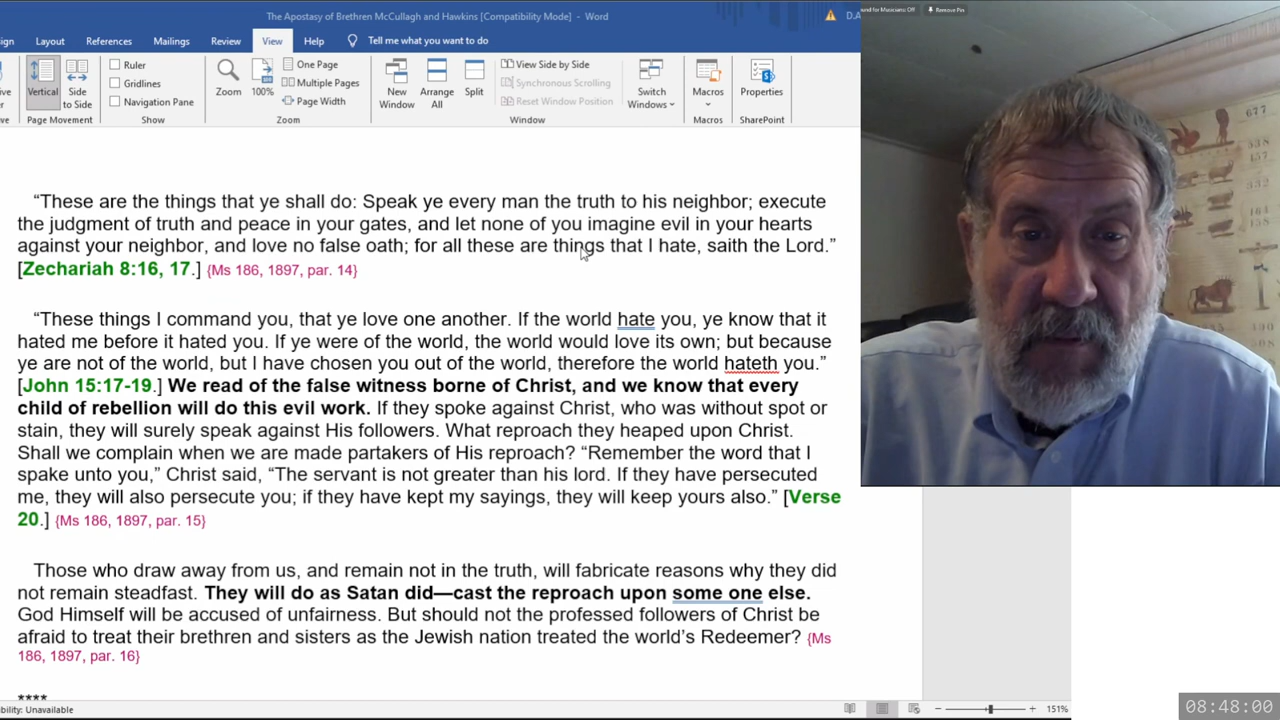 The Apostasy of Brethren McCullagh and Hawkins [Compatibility Mode] - Word
D.A
Remove Pin
Layout References Mailings Review View Help Tell me what you want to do
Ruler
Gridlines
Navigation Pane
Vertical
Side to Side
Page Movement
Show
Zoom
100%
One Page
Multiple Pages
Page Width
Zoom
New Window
Arrange All
Split
View Side by Side
Synchronous Scrolling
Reset Window Position
Window
Switch Windows
Macros
Macros
Properties
SharePoint
677
538
“These are the things that ye shall do: Speak ye every man the truth to his neighbor; execute
the judgment of truth and peace in your gates, and let none of you imagine evil in your hearts
against your neighbor, and love no false oath; for all these are things that I hate, saith the Lord.”
[Zechariah 8:16, 17.] {Ms 186, 1897, par. 14}
“These things I command you, that ye love one another. If the world hate you, ye know that it
hated me before it hated you. If ye were of the world, the world would love its own; but because
ye are not of the world, but I have chosen you out of the world, therefore the world hateth you.”
[John 15:17-19.] We read of the false witness borne of Christ, and we know that every
child of rebellion will do this evil work. If they spoke against Christ, who was without spot or
stain, they will surely speak against His followers. What reproach they heaped upon Christ.
Shall we complain when we are made partakers of His reproach? “Remember the word that I
spake unto you,” Christ said, “The servant is not greater than his lord. If they have persecuted
me, they will also persecute you; if they have kept my sayings, they will keep yours also.” [Verse
20.] {Ms 186, 1897, par. 15}
Those who draw away from us, and remain not in the truth, will fabricate reasons why they did
not remain steadfast. They will do as Satan did—cast the reproach upon some one else.
God Himself will be accused of unfairness. But should not the professed followers of Christ be
afraid to treat their brethren and sisters as the Jewish nation treated the world’s Redeemer? {Ms
186, 1897, par. 16}
****
bility: Unavailable
151%
08:48:00